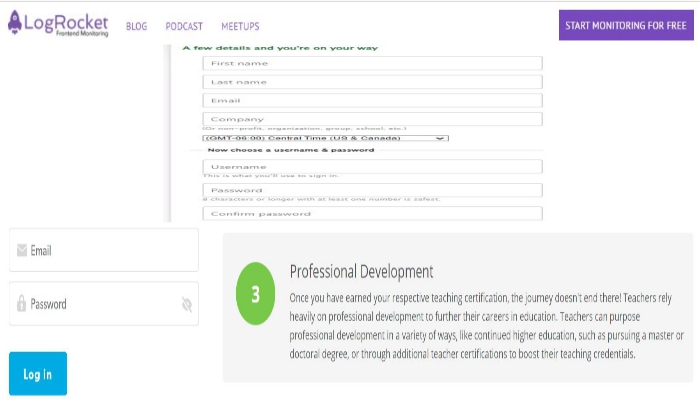 LogRocket
Frontend Monitoring
BLOG PODCAST MEETUPS
START MONITORING FOR FREE
A few details and you're on your way
First name
Last name
Email
Company
(Or non-profit, organization, group, school, etc.)
(GMT-06:00) Central Time (US & Canada)
Now choose a username & password
Username
This is what you'll use to sign in.
Password
8 characters or longer with at least one number is safest.
Confirm password
Email
Password
Log in
3
Professional Development
Once you have earned your respective teaching certification, the journey doesn't end there! Teachers rely
heavily on professional development to further their careers in education. Teachers can purpose
professional development in a variety of ways, like continued higher education, such as pursuing a master or
doctoral degree, or through additional teacher certifications to boost their teaching credentials.